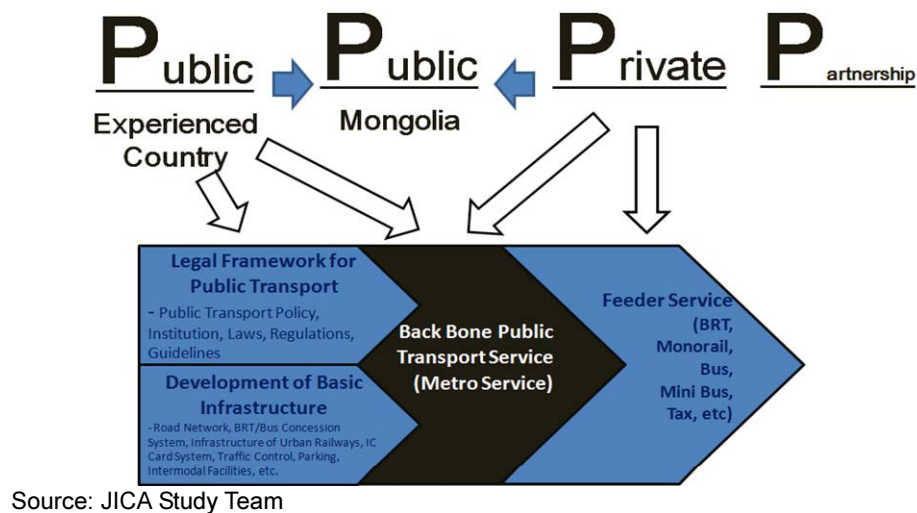 Public Public Private Partnership
Experienced
Country
Mongolia
Legal Framework for
Public Transport
- Public Transport Policy,
Institution, Laws, Regulations,
Guidelines
Development of Basic
Infrastructure
- Road Network, BRT/Bus Concession
System, Infrastructure of Urban Railways, IC
Card System, Traffic Control, Parking,
Intermodal Facilities, etc.
Back Bone Public
Transport Service
(Metro Service)
Feeder Service
(BRT,
Monorail,
Bus,
Mini Bus,
Tax, etc)
Source: JICA Study Team